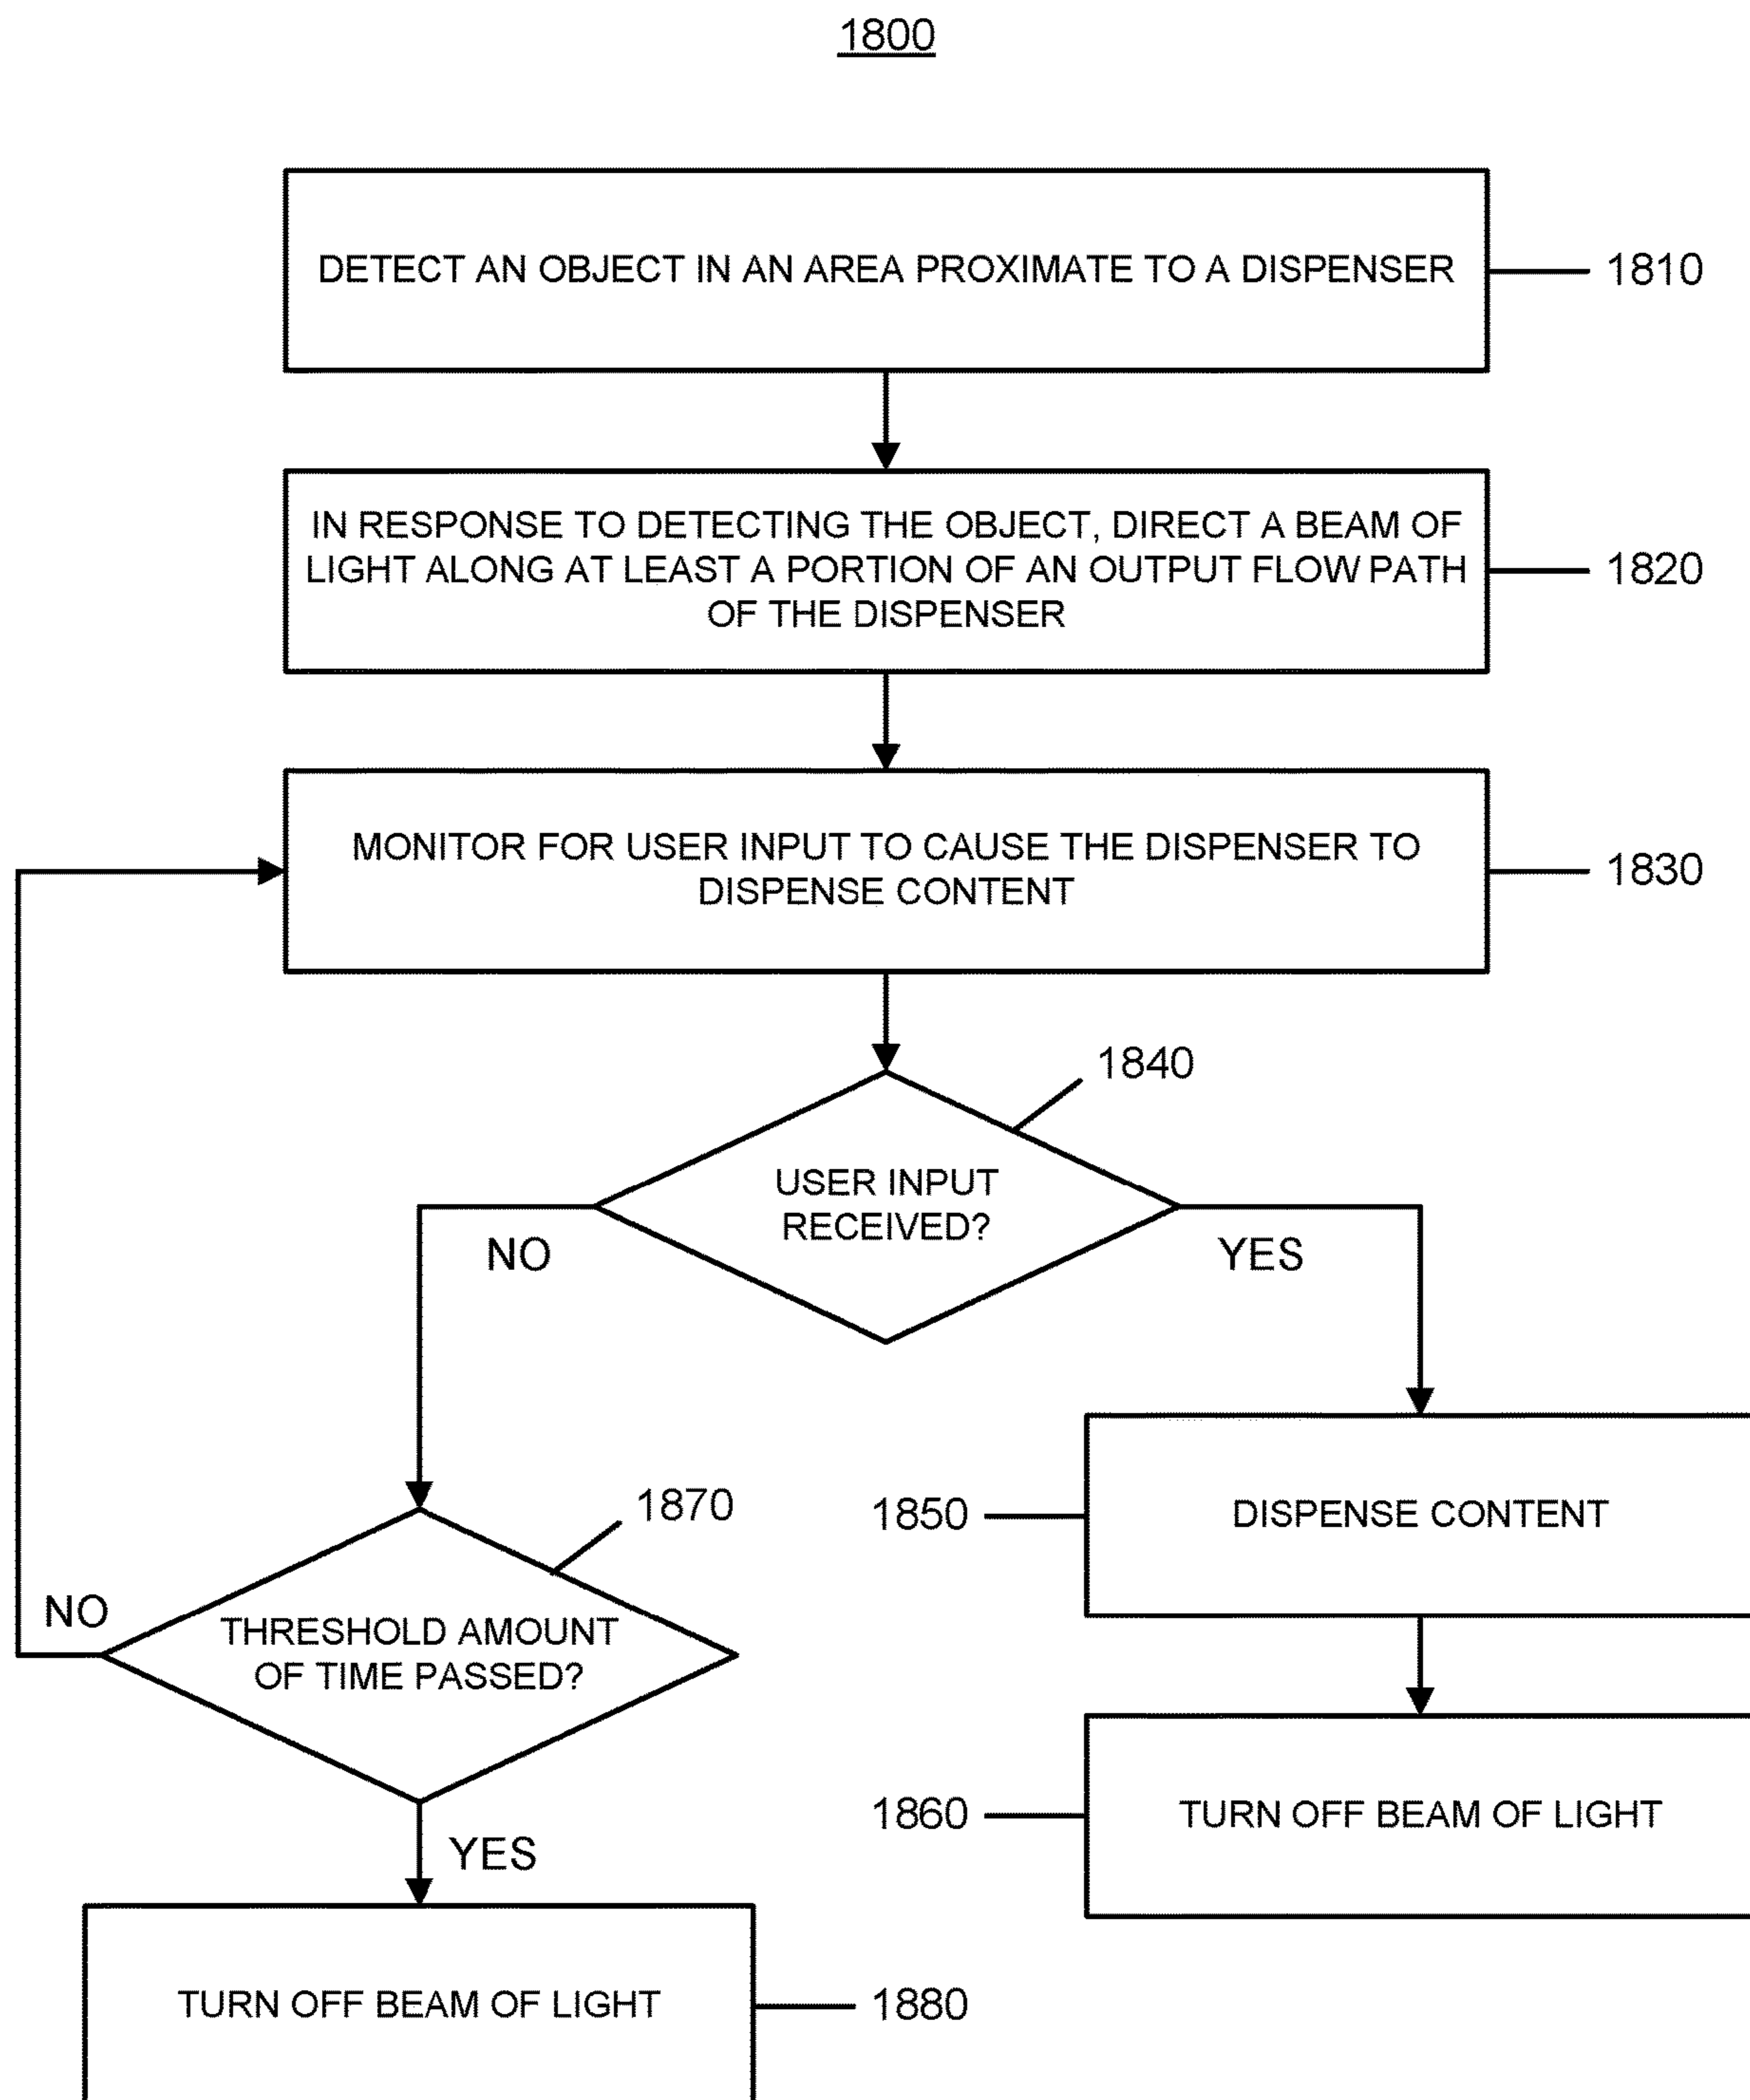 1800
DETECT AN OBJECT IN AN AREA PROXIMATE TO A DISPENSER
1810
IN RESPONSE TO DETECTING THE OBJECT, DIRECT A BEAM OF
LIGHT ALONG AT LEAST A PORTION OF AN OUTPUT FLOW PATH
OF THE DISPENSER
1820
MONITOR FOR USER INPUT TO CAUSE THE DISPENSER TO
DISPENSE CONTENT
1830
1840
USER INPUT
RECEIVED?
NO
YES
1870
1850
DISPENSE CONTENT
NO
THRESHOLD AMOUNT
OF TIME PASSED?
1860
TURN OFF BEAM OF LIGHT
YES
TURN OFF BEAM OF LIGHT
1880